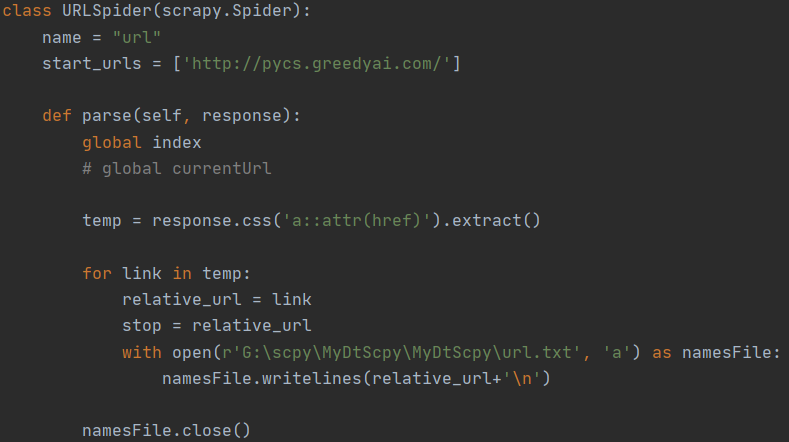 class URLSpider(scrapy.Spider):
    name = "url"
    start_urls = ['http://pycs.greedyai.com/']

    def parse(self, response):
        global index
        # global currentUrl

        temp = response.css('a::attr(href)').extract()

        for link in temp:
            relative_url = link
            stop = relative_url
            with open(r'G:\scpy\MyDtScpy\MyDtScpy\url.txt', 'a') as namesFile:
                namesFile.writelines(relative_url+'\n')

        namesFile.close()